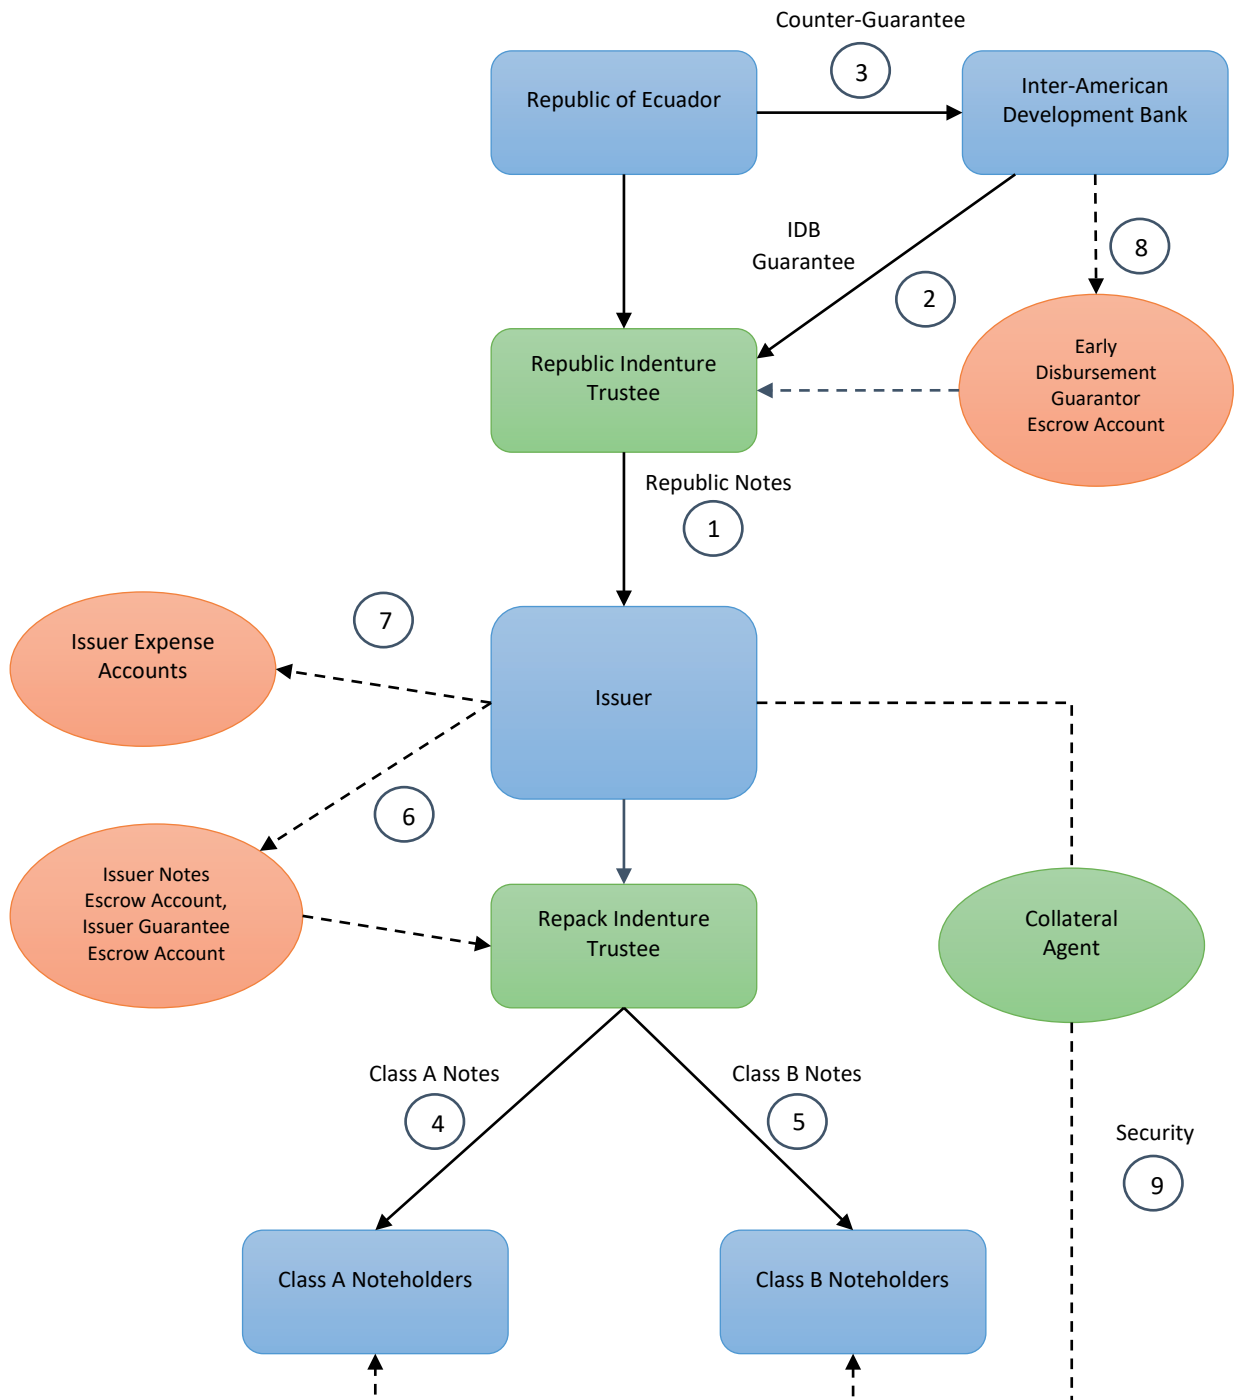 Counter-Guarantee
3
Republic of Ecuador
Inter-American
Development Bank
IDB
Guarantee
8
2
Republic Indenture
Trustee
Early
Disbursement
Guarantor
Escrow Account
Republic Notes
1
7
Issuer Expense
Accounts
Issuer
6
Issuer Notes
Escrow Account,
Issuer Guarantee
Escrow Account
Repack Indenture
Trustee
Collateral
Agent
Class A Notes
4
Class B Notes
5
Security
9
Class A Noteholders
Class B Noteholders